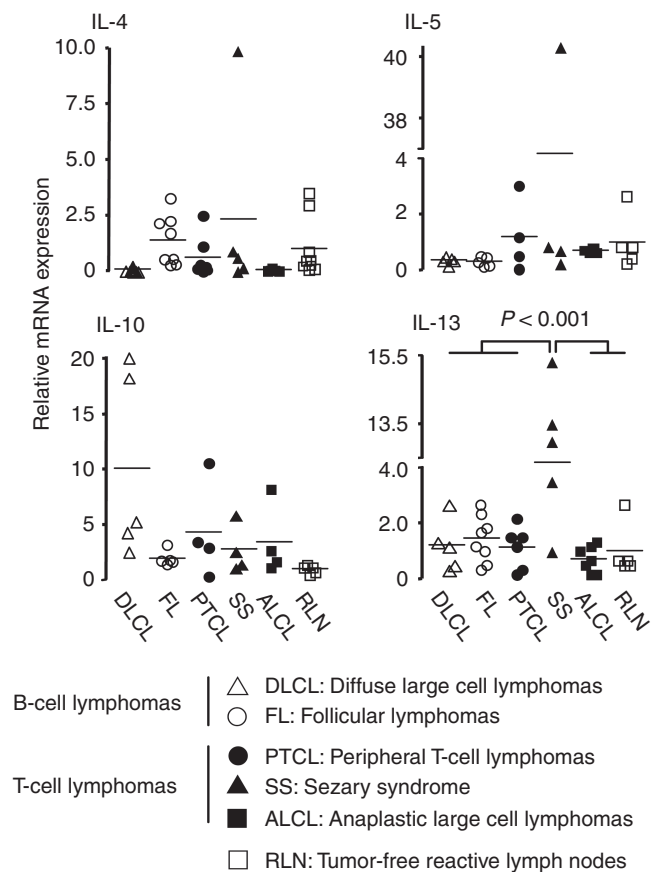 IL-4
10.0
7.5
5.0
2.5
0
IL-5
40
38
4
2
0
Relative mRNA expression
IL-10
20
15
10
5
0
DLCL
FL
PTCL
SS
ALCL
RLN
IL-13
P < 0.001
15.5
13.5
4.0
2.0
0
DLCL
FL
PTCL
SS
ALCL
RLN
B-cell lymphomas
DLCL: Diffuse large cell lymphomas
FL: Follicular lymphomas
T-cell lymphomas
PTCL: Peripheral T-cell lymphomas
SS: Sezary syndrome
ALCL: Anaplastic large cell lymphomas
RLN: Tumor-free reactive lymph nodes